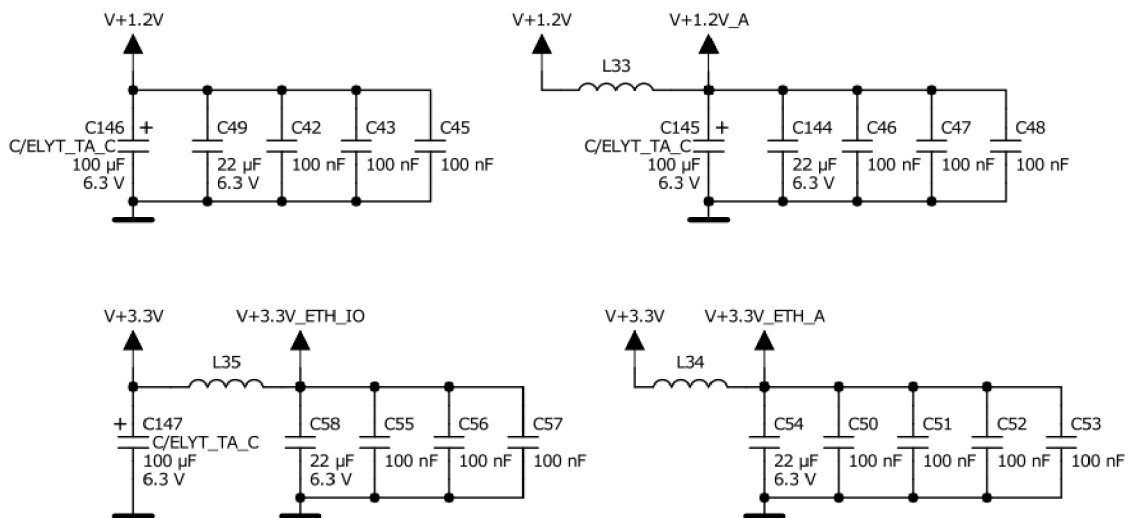 V+1.2V
C146 +
C/ELYT_TA_C
100 µF
6.3 V
C49
22 µF
6.3 V
C42
100 nF
C43
100 nF
C45
100 nF
V+1.2V
V+1.2V_A
L33
C145 +
C/ELYT_TA_C
100 µF
6.3 V
C144
22 µF
6.3 V
C46
100 nF
C47
100 nF
C48
100 nF
V+3.3V
V+3.3V_ETH_IO
L35
+ C147
C/ELYT_TA_C
100 µF
6.3 V
C58
22 µF
6.3 V
C55
100 nF
C56
100 nF
C57
100 nF
V+3.3V
V+3.3V_ETH_A
L34
C54
22 µF
6.3 V
C50
100 nF
C51
100 nF
C52
100 nF
C53
100 nF